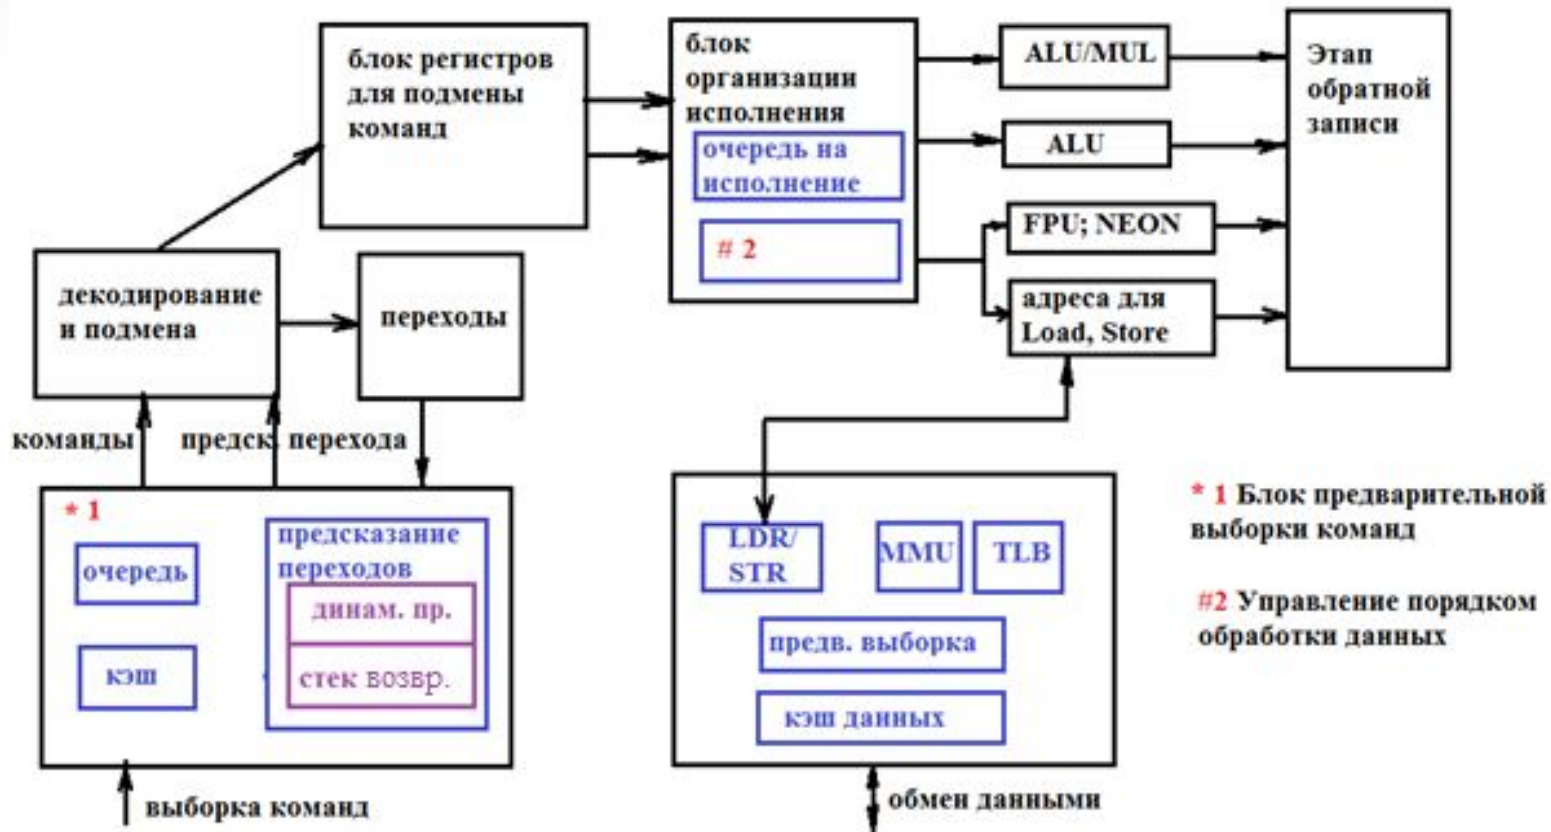 блок регистров
для подмены
команд
блок
организации
исполнения
очередь на
исполнение
# 2
ALU/MUL
ALU
FPU; NEON
адреса для
Load, Store
Этап
обратной
записи
декодирование
и подмена
переходы
команды
предск. перехода
* 1
очередь
кэш
предсказание
переходов
динам. пр.
стек возвр.
выборка команд
LDR/
STR
MMU
TLB
предв. выборка
кэш данных
обмен данными
* 1 Блок предварительной
выборки команд
#2 Управление порядком
обработки данных